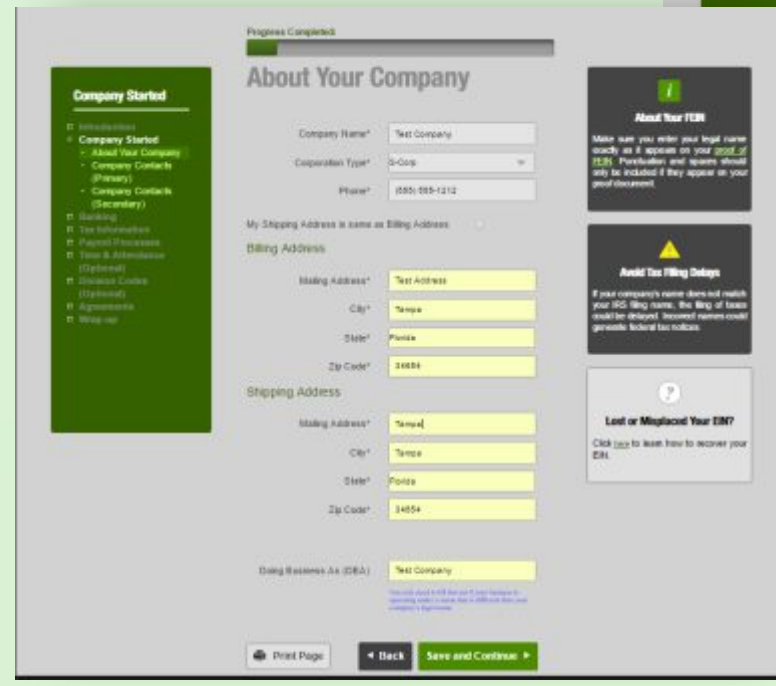 Progress Completed:
About Your Company
Company Started
Introduction
Company Started
About Your Company
Company Contacts
(Primary)
Company Contacts
(Secondary)
Banking
Tax Information
Payroll Processes
Time & Attendance
(Optional)
Division Codes
(Optional)
Agreements
Wrap-up
Company Name* Test Company
Corporation Type* S-Corp
Phone* (555) 555-1212
My Shipping Address is same as Billing Address
Billing Address
Mailing Address* Test Address
City* Tampa
State* Florida
Zip Code* 34654
Shipping Address
Mailing Address* Tampa
City* Tampa
State* Florida
Zip Code* 34654
Doing Business As (DBA) Test Company
Print Page
Back
Save and Continue
About Your FEIN
Make sure you enter your legal name
exactly as it appears on your proof of
FEIN. Punctuation and spaces should
only be included if they appear on your
proof document.
Avoid Tax Filing Delays
If your company's name does not match
your IRS filing name, the filing of taxes
could be delayed. Incorrect names could
generate federal tax notices.
?
Lost or Misplaced Your EIN?
Click here to learn how to recover your
EIN.